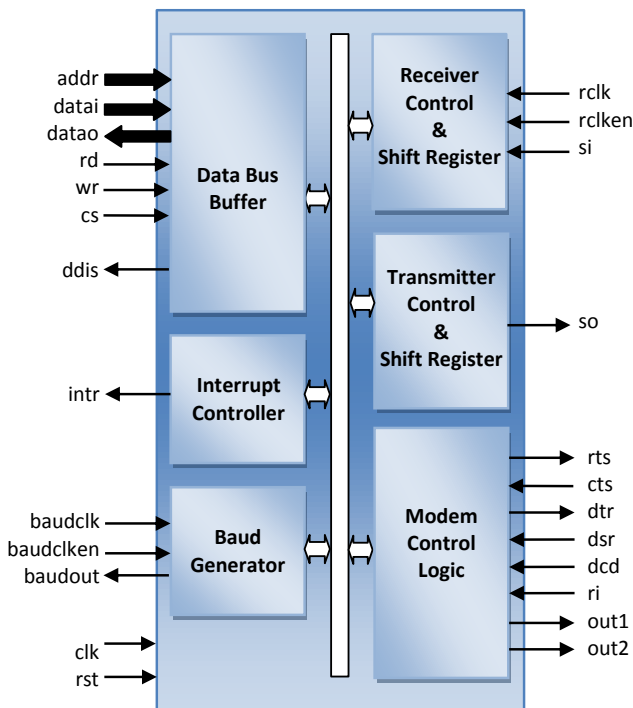 addr
datai
datao
rd
wr
cs
ddis
Data Bus
Buffer
intr
Interrupt
Controller
baudclk
baudclken
baudout
Baud
Generator
clk
rst
Receiver
Control
&
Shift Register
rclk
rclken
si
Transmitter
Control
&
Shift Register
so
Modem
Control
Logic
rts
cts
dtr
dsr
dcd
ri
out1
out2